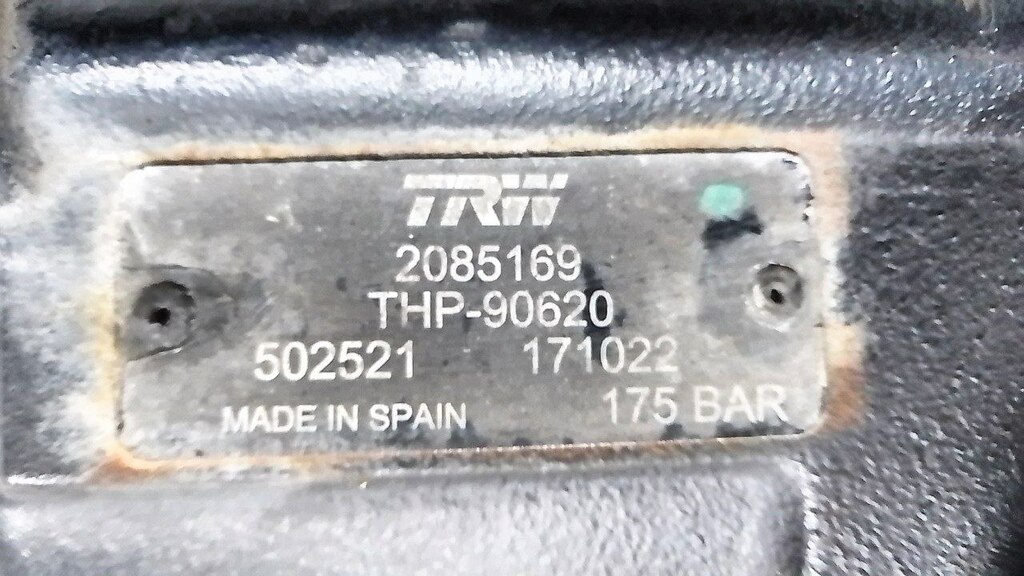 TRW
2085169
THP-90620
502521 171022
MADE IN SPAIN 175 BAR